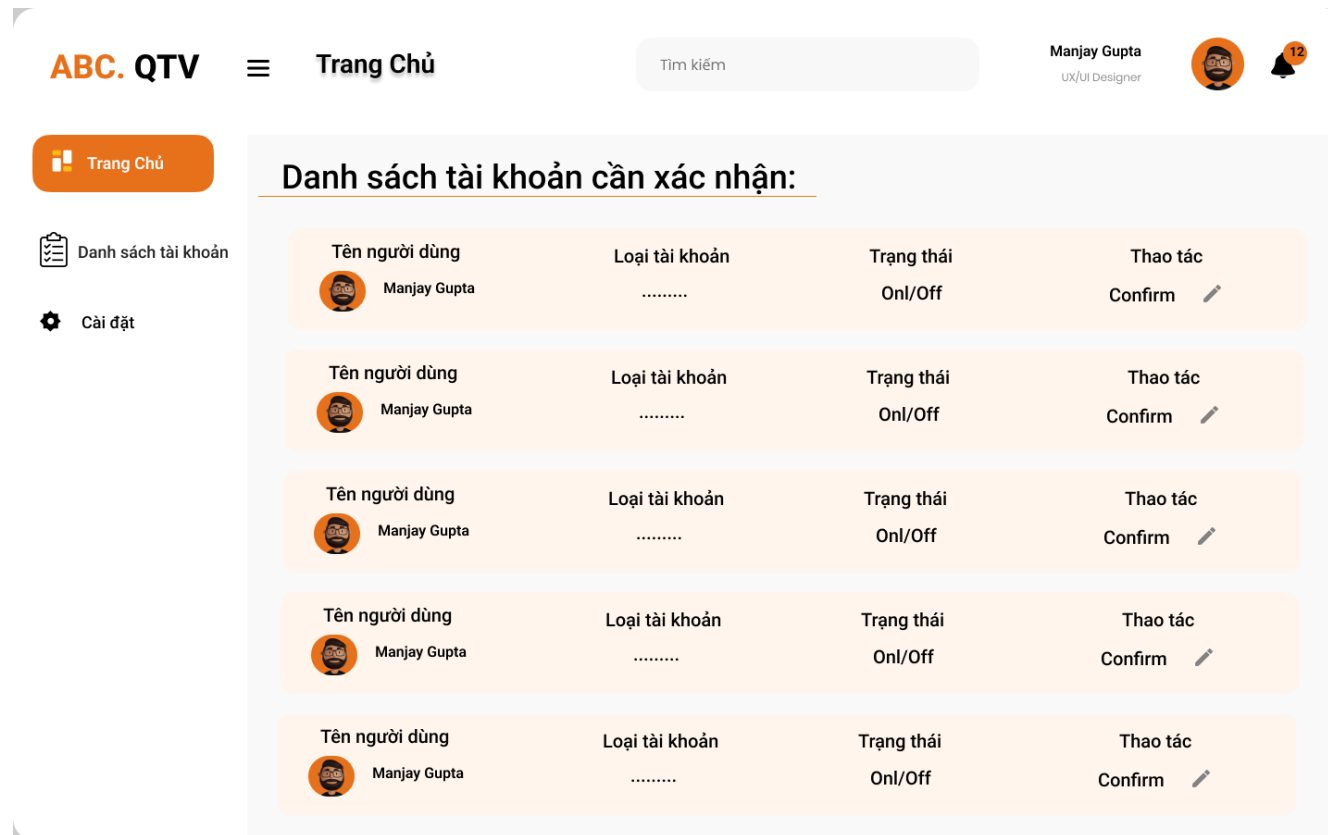 ABC. QTV
Trang Chủ
Tìm kiếm
Manjay Gupta
UX/UI Designer
12
Trang Chủ
Danh sách tài khoản
Cài đặt
Danh sách tài khoản cần xác nhận:
Tên người dùng Loại tài khoản Trạng thái Thao tác
Manjay Gupta ......... Onl/Off Confirm
Tên người dùng Loại tài khoản Trạng thái Thao tác
Manjay Gupta ......... Onl/Off Confirm
Tên người dùng Loại tài khoản Trạng thái Thao tác
Manjay Gupta ......... Onl/Off Confirm
Tên người dùng Loại tài khoản Trạng thái Thao tác
Manjay Gupta ......... Onl/Off Confirm
Tên người dùng Loại tài khoản Trạng thái Thao tác
Manjay Gupta ......... Onl/Off Confirm